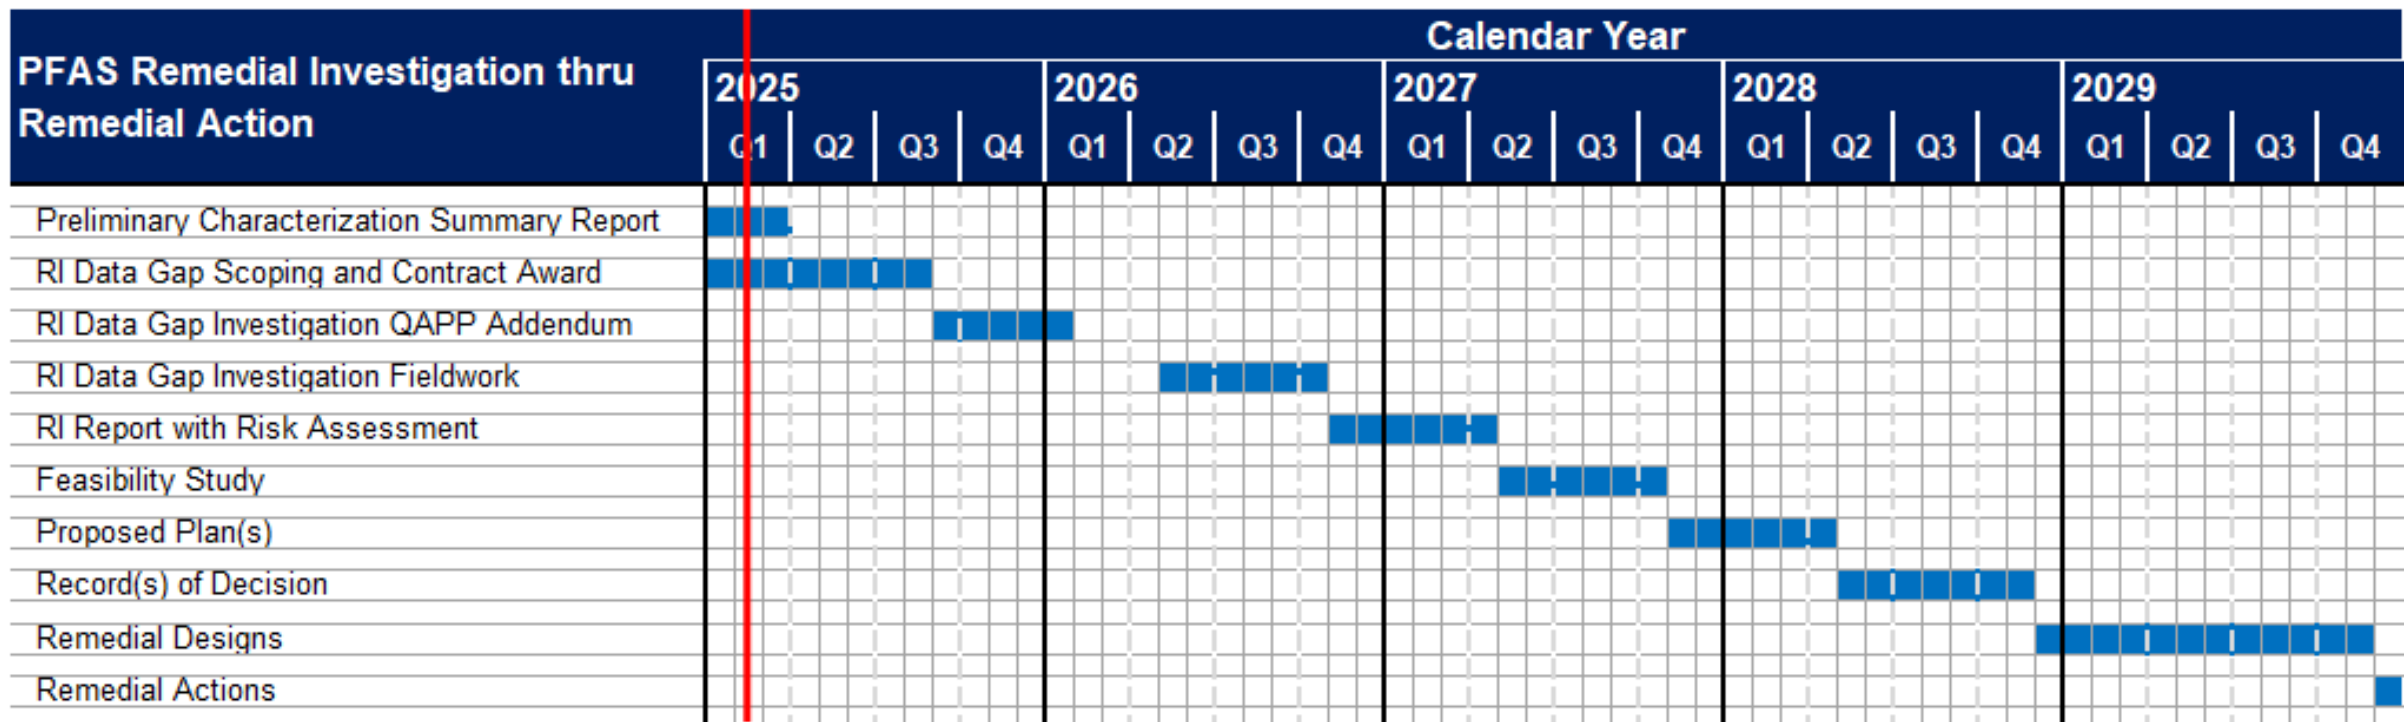 Calendar Year
PFAS Remedial Investigation thru
Remedial Action
2025 2026 2027 2028 2029
Q1 Q2 Q3 Q4 Q1 Q2 Q3 Q4 Q1 Q2 Q3 Q4 Q1 Q2 Q3 Q4 Q1 Q2 Q3 Q4
Preliminary Characterization Summary Report
RI Data Gap Scoping and Contract Award
RI Data Gap Investigation QAPP Addendum
RI Data Gap Investigation Fieldwork
RI Report with Risk Assessment
Feasibility Study
Proposed Plan(s)
Record(s) of Decision
Remedial Designs
Remedial Actions